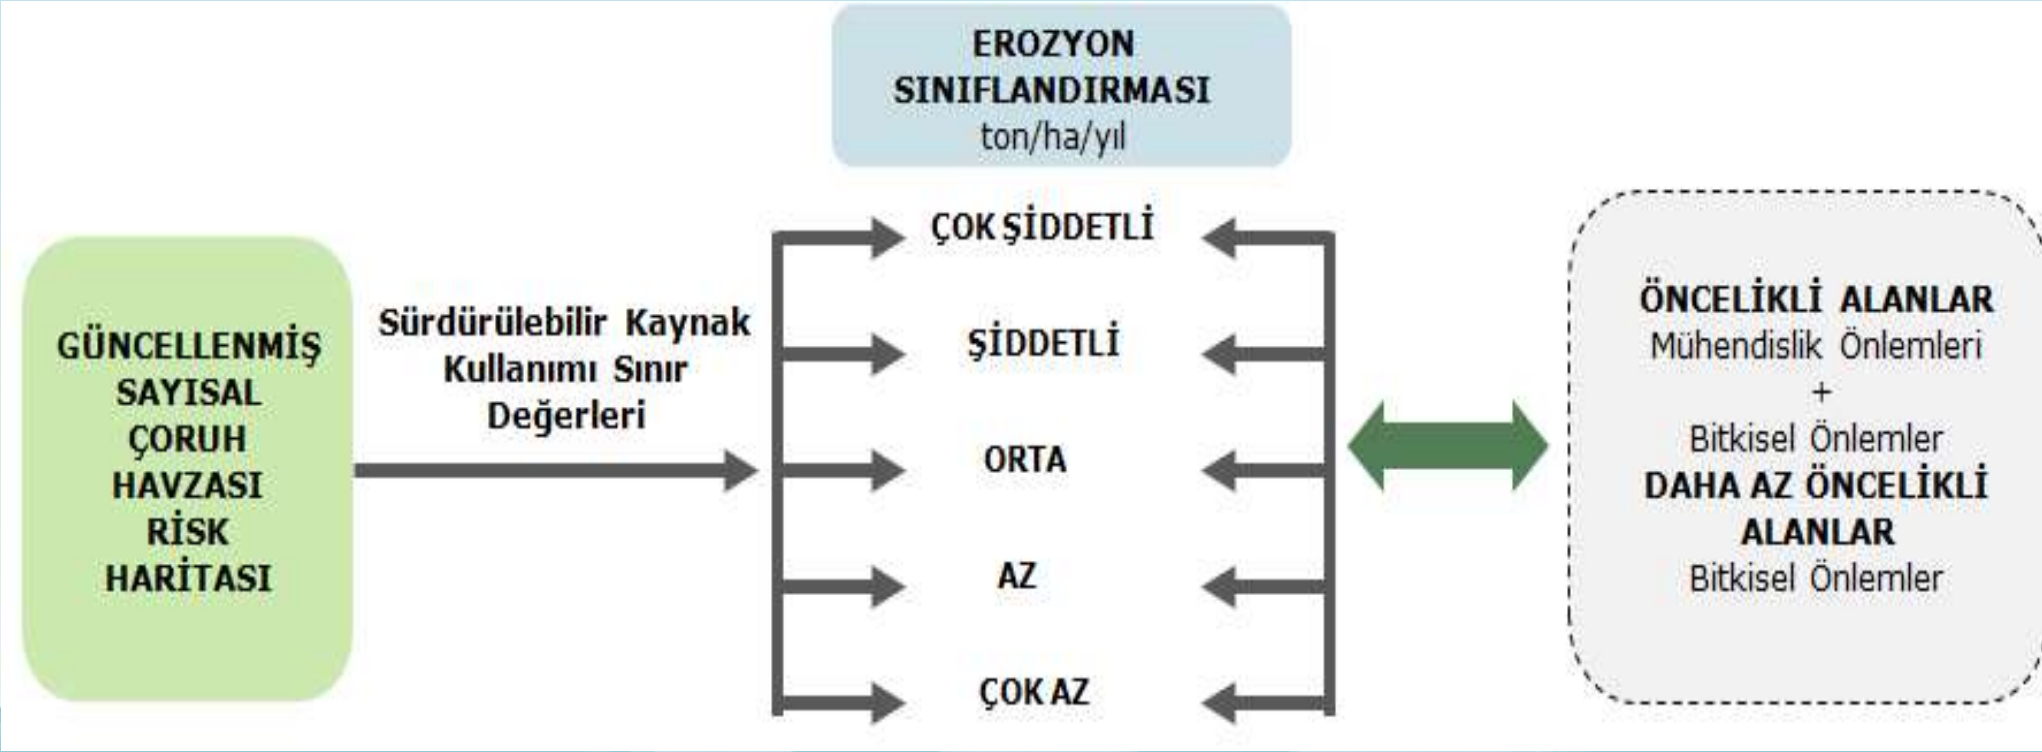 EROZYON
SINIFLANDIRMASI
ton/ha/yıl
GÜNCELLENMİŞ
SAYISAL
ÇORUH
HAVZASI
RİSK
HARİTASI
Sürdürülebilir Kaynak
Kullanımı Sınır
Değerleri
ÇOK ŞİDDETLİ
ŞİDDETLİ
ORTA
AZ
ÇOK AZ
ÖNCELİKLİ ALANLAR
Mühendislik Önlemleri
+
Bitkisel Önlemler
DAHA AZ ÖNCELİKLİ
ALANLAR
Bitkisel Önlemler